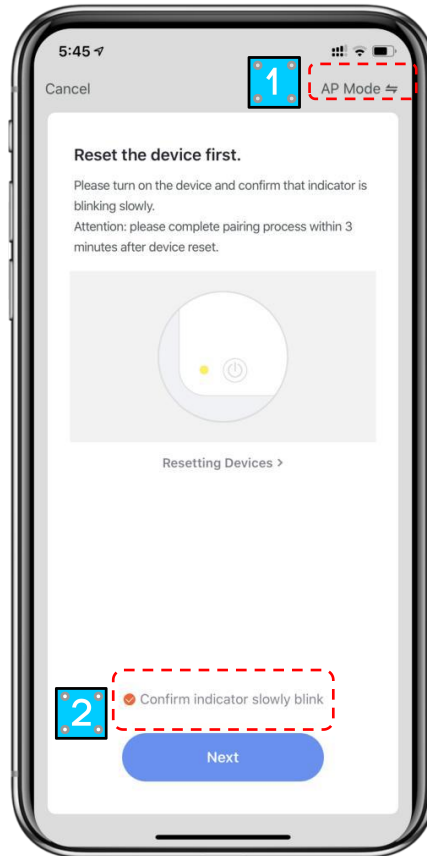 5:45
1
Cancel
AP Mode
Reset the device first.
Please turn on the device and confirm that indicator is
blinking slowly.
Attention: please complete pairing process within 3
minutes after device reset.
Resetting Devices >
2
Confirm indicator slowly blink
Next